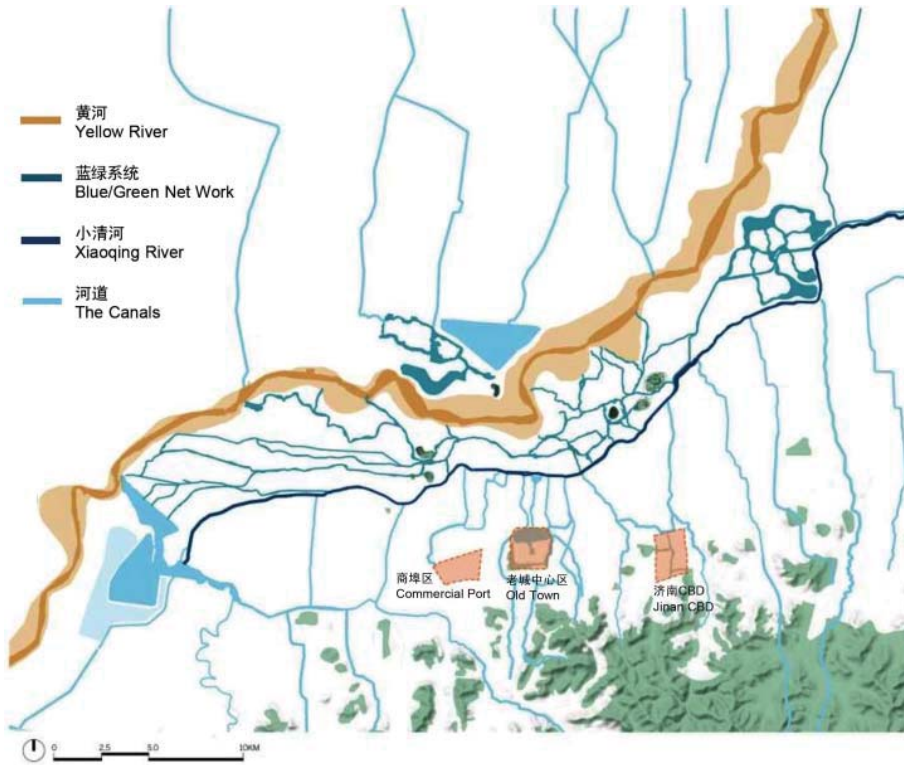 黄河
Yellow River
蓝绿系统
Blue/Green Net Work
小清河
Xiaoqing River
河道
The Canals
商埠区
Commercial Port
老城中心区
Old Town
济南CBD
Jinan CBD
0 2.5 5.0 10KM